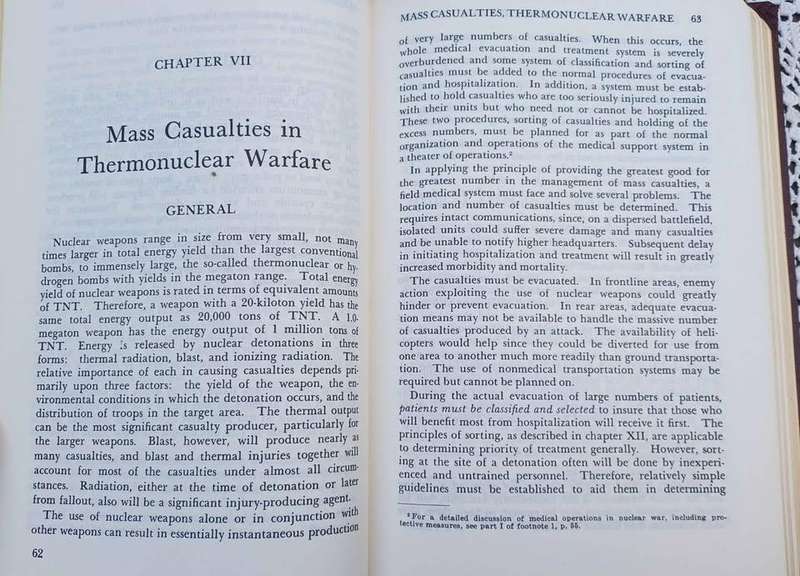 CHAPTER VII
Mass Casualties in
Thermonuclear Warfare
GENERAL
Nuclear weapons range in size from very small, not many
times larger in total energy yield than the largest conventional
bombs, to immensely large, the so-called thermonuclear or hy-
drogen bombs with yields in the megaton range. Total energy
yield of nuclear weapons is rated in terms of equivalent amounts
of TNT. Therefore, a weapon with a 20-kiloton yield has the
same total energy output as 20,000 tons of TNT. A 1.0-
megaton weapon has the energy output of 1 million tons of
TNT. Energy is released by nuclear detonations in three
forms: thermal radiation, blast, and ionizing radiation. The
relative importance of each in causing casualties depends pri-
marily upon three factors: the yield of the weapon, the en-
vironmental conditions in which the detonation occurs, and the
distribution of troops in the target area. The thermal output
can be the most significant casualty producer, particularly for
the larger weapons. Blast, however, will produce nearly as
many casualties, and blast and thermal injuries together will
account for most of the casualties under almost all circum-
stances. Radiation, either at the time of detonation or later
from fallout, also will be a significant injury-producing agent.
The use of nuclear weapons alone or in conjunction with
other weapons can result in essentially instantaneous production
62
MASS CASUALTIES, THERMONUCLEAR WARFARE 63
of very large numbers of casualties. When this occurs, the
whole medical evacuation and treatment system is severely
overburdened and some system of classification and sorting of
casualties must be added to the normal procedures of evacua-
tion and hospitalization. In addition, a system must be estab-
lished to hold casualties who are too seriously injured to remain
with their units but who need not or cannot be hospitalized.
These two procedures, sorting of casualties and holding of the
excess numbers, must be planned for as part of the normal
organization and operations of the medical support system in
a theater of operations.²
In applying the principle of providing the greatest good for
the greatest number in the management of mass casualties, a
field medical system must face and solve several problems. The
location and number of casualties must be determined. This
requires intact communications, since, on a dispersed battlefield,
isolated units could suffer severe damage and many casualties
and be unable to notify higher headquarters. Subsequent delay
in initiating hospitalization and treatment will result in greatly
increased morbidity and mortality.
The casualties must be evacuated. In frontline areas, enemy
action exploiting the use of nuclear weapons could greatly
hinder or prevent evacuation. In rear areas, adequate evacua-
tion means may not be available to handle the massive number
of casualties produced by an attack. The availability of heli-
copters would help since they could be diverted for use from
one area to another much more readily than ground transporta-
tion. The use of nonmedical transportation systems may be
required but cannot be planned on.
During the actual evacuation of large numbers of patients,
patients must be classified and selected to insure that those who
will benefit most from hospitalization will receive it first. The
principles of sorting, as described in chapter XII, are applicable
to determining priority of treatment generally. However, sort-
ing at the site of a detonation often will be done by inexperi-
enced and untrained personnel. Therefore, relatively simple
guidelines must be established to aid them in determining
² For a detailed discussion of medical operations in nuclear war, including pro-
tective measures, see part I of footnote 1, p. 55.